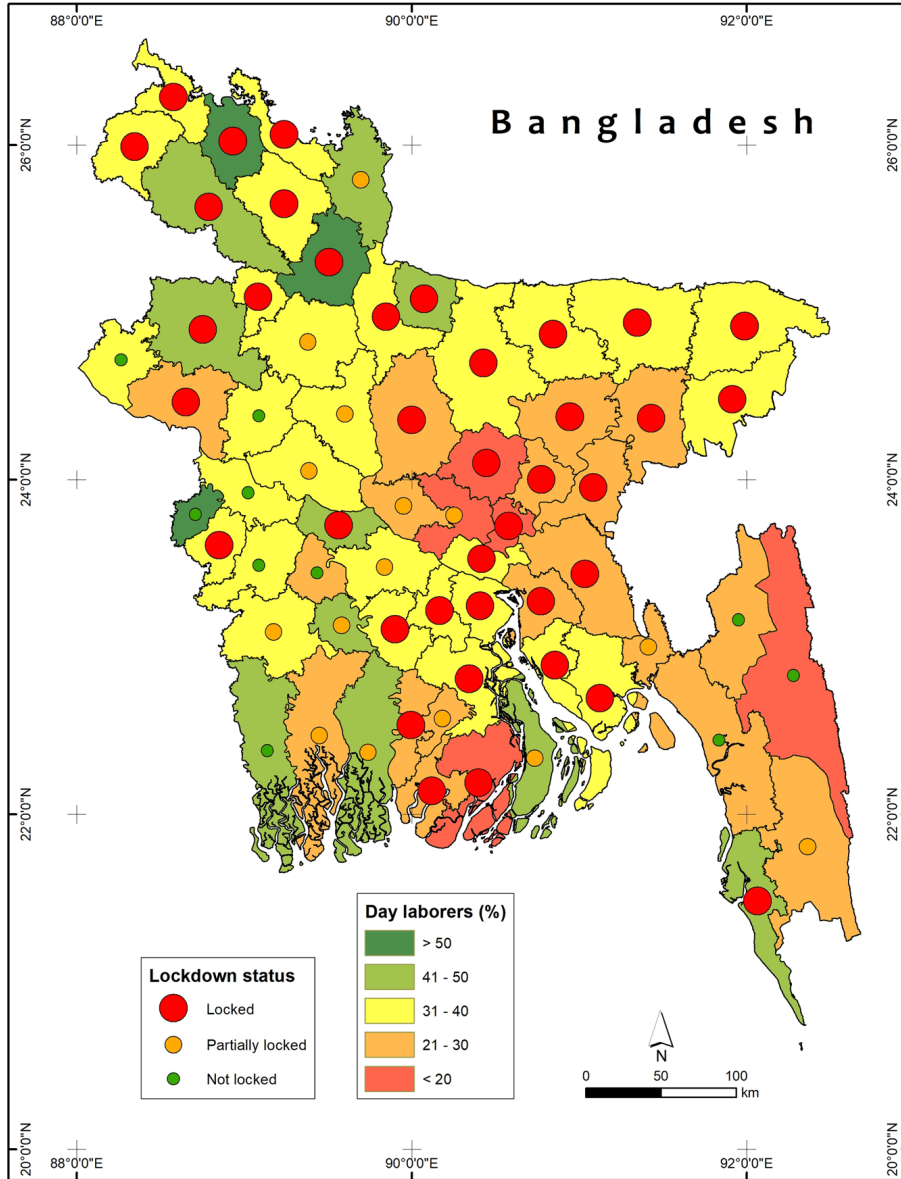 88°0'0"E 90°0'0"E 92°0'0"E
Bangladesh
26°0'0"N 26°0'0"N
24°0'0"N 24°0'0"N
22°0'0"N 22°0'0"N
20°0'0"N 20°0'0"N
Lockdown status
Locked
Partially locked
Not locked
Day laborers (%)
> 50
41 - 50
31 - 40
21 - 30
< 20
N
0 50 100
km
88°0'0"E 90°0'0"E 92°0'0"E